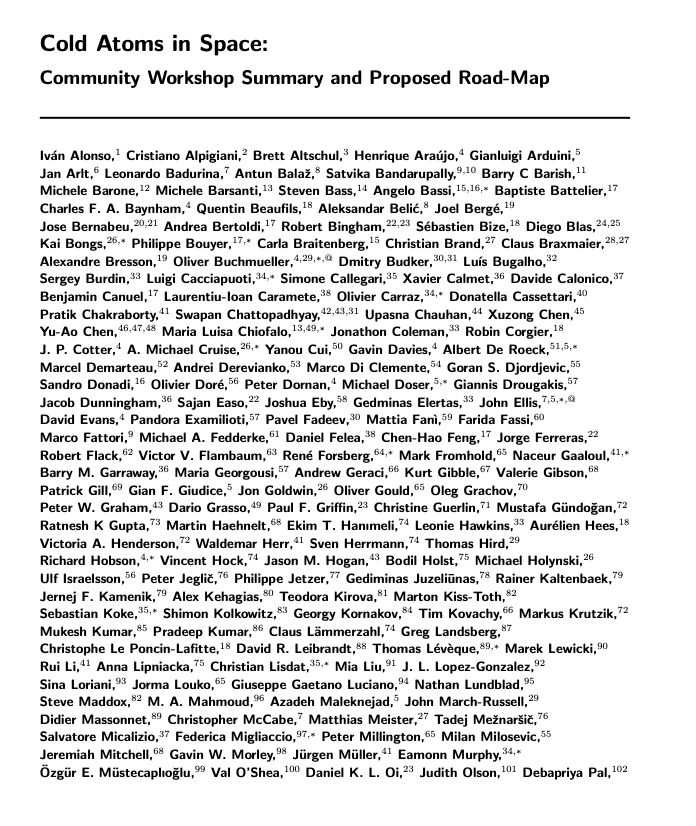 Cold Atoms in Space:
Community Workshop Summary and Proposed Road-Map
Iván Alonso,1 Cristiano Alpigiani,2 Brett Altschul,3 Henrique Araújo,4 Gianluigi Arduini,5
Jan Arlt,6 Leonardo Badurina,7 Antun Balaž,8 Satvika Bandarupally,9,10 Barry C Barish,11
Michele Barone,12 Michele Barsanti,13 Steven Bass,14 Angelo Bassi,15,16,∗ Baptiste Battelier,17
Charles F. A. Baynham,4 Quentin Beaufils,18 Aleksandar Belić,8 Joel Bergé,19
Jose Bernabeu,20,21 Andrea Bertoldi,17 Robert Bingham,22,23 Sébastien Bize,18 Diego Blas,24,25
Kai Bongs,26,∗ Philippe Bouyer,17,∗ Carla Braitenberg,15 Christian Brand,27 Claus Braxmaier,28,27
Alexandre Bresson,19 Oliver Buchmueller,4,29,∗,@ Dmitry Budker,30,31 Luís Bugalho,32
Sergey Burdin,33 Luigi Cacciapuoti,34,∗ Simone Callegari,35 Xavier Calmet,36 Davide Calonico,37
Benjamin Canuel,17 Laurentiu-Ioan Caramete,38 Olivier Carraz,34,∗ Donatella Cassettari,40
Pratik Chakraborty,41 Swapan Chattopadhyay,42,43,31 Upasna Chauhan,44 Xuzong Chen,45
Yu-Ao Chen,46,47,48 Maria Luisa Chiofalo,13,49,∗ Jonathon Coleman,33 Robin Corgier,18
J. P. Cotter,4 A. Michael Cruise,26,∗ Yanou Cui,50 Gavin Davies,4 Albert De Roeck,51,5,∗
Marcel Demarteau,52 Andrei Derevianko,53 Marco Di Clemente,54 Goran S. Djordjevic,55
Sandro Donadi,16 Olivier Doré,56 Peter Dornan,4 Michael Doser,5,∗ Giannis Drougakis,57
Jacob Dunningham,36 Sajan Easo,22 Joshua Eby,58 Gedminas Elertas,33 John Ellis,7,5,∗,@
David Evans,4 Pandora Examilioti,57 Pavel Fadeev,30 Mattia Fanì,59 Farida Fassi,60
Marco Fattori,9 Michael A. Fedderke,61 Daniel Felea,38 Chen-Hao Feng,17 Jorge Ferreras,22
Robert Flack,62 Victor V. Flambaum,63 René Forsberg,64,∗ Mark Fromhold,65 Naceur Gaaloul,41,∗
Barry M. Garraway,36 Maria Georgousi,57 Andrew Geraci,66 Kurt Gibble,67 Valerie Gibson,68
Patrick Gill,69 Gian F. Giudice,5 Jon Goldwin,26 Oliver Gould,65 Oleg Grachov,70
Peter W. Graham,43 Dario Grasso,49 Paul F. Griffin,23 Christine Guerlin,71 Mustafa Gündoğan,72
Ratnesh K Gupta,73 Martin Haehnelt,68 Ekim T. Hanımeli,74 Leonie Hawkins,33 Aurélien Hees,18
Victoria A. Henderson,72 Waldemar Herr,41 Sven Herrmann,74 Thomas Hird,29
Richard Hobson,4,∗ Vincent Hock,74 Jason M. Hogan,43 Bodil Holst,75 Michael Holynski,26
Ulf Israelsson,56 Peter Jeglič,76 Philippe Jetzer,77 Gediminas Juzeliūnas,78 Rainer Kaltenbaek,79
Jernej F. Kamenik,79 Alex Kehagias,80 Teodora Kirova,81 Marton Kiss-Toth,82
Sebastian Koke,35,∗ Shimon Kolkowitz,83 Georgy Kornakov,84 Tim Kovachy,66 Markus Krutzik,72
Mukesh Kumar,85 Pradeep Kumar,86 Claus Lämmerzahl,74 Greg Landsberg,87
Christophe Le Poncin-Lafitte,18 David R. Leibrandt,88 Thomas Lévèque,89,∗ Marek Lewicki,90
Rui Li,41 Anna Lipniacka,75 Christian Lisdat,35,∗ Mia Liu,91 J. L. Lopez-Gonzalez,92
Sina Loriani,93 Jorma Louko,65 Giuseppe Gaetano Luciano,94 Nathan Lundblad,95
Steve Maddox,82 M. A. Mahmoud,96 Azadeh Maleknejad,5 John March-Russell,29
Didier Massonnet,89 Christopher McCabe,7 Matthias Meister,27 Tadej Mežnaršič,76
Salvatore Micalizio,37 Federica Migliaccio,97,∗ Peter Millington,65 Milan Milosevic,55
Jeremiah Mitchell,68 Gavin W. Morley,98 Jürgen Müller,41 Eamonn Murphy,34,∗
Özgür E. Müstecaplıoğlu,99 Val O'Shea,100 Daniel K. L. Oi,23 Judith Olson,101 Debapriya Pal,102